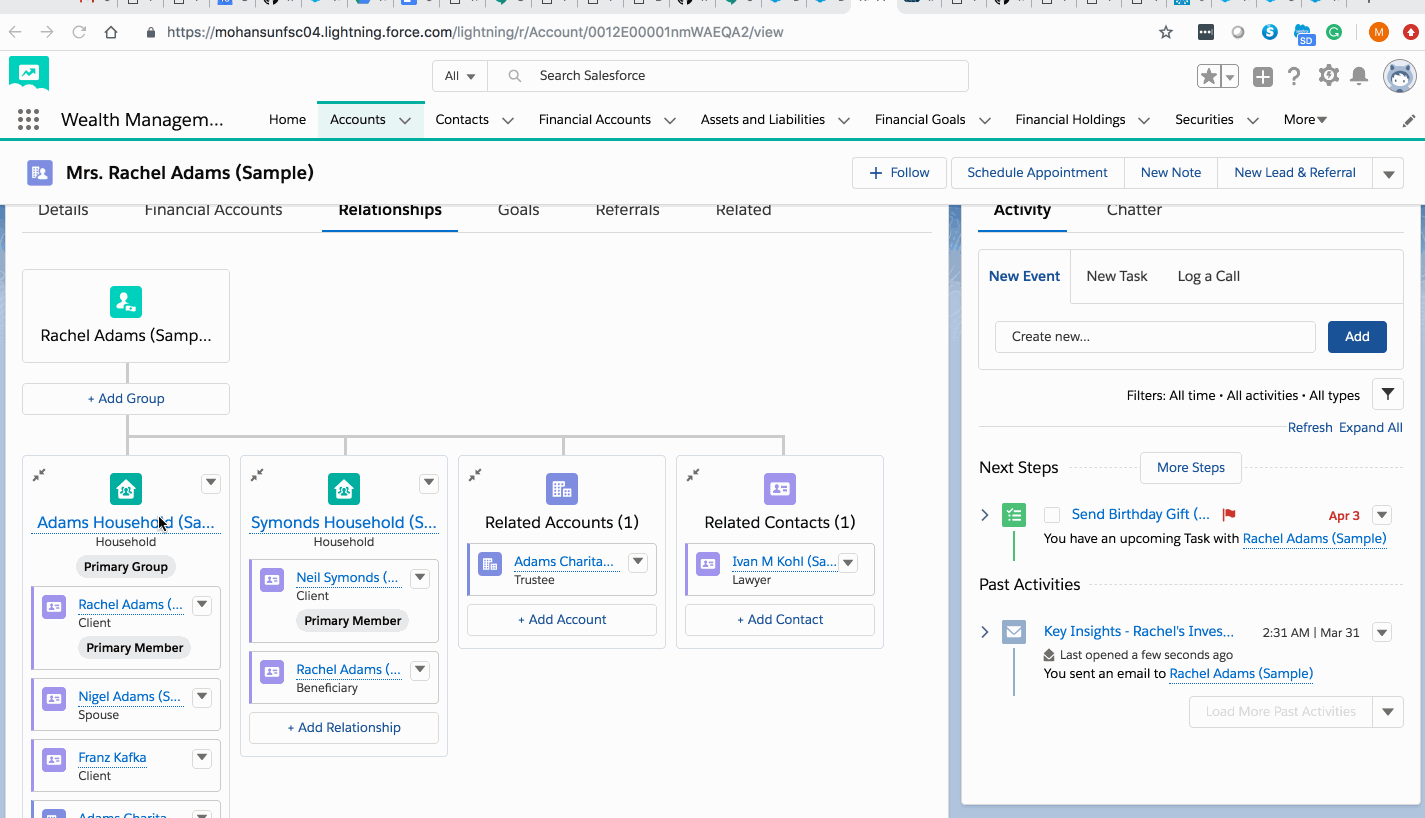 https://mohansunfsc04.lightning.force.com/lightning/r/Account/0012E00001nmWAEQA2/view
SD
M
All
Search Salesforce
Wealth Managem...
Home
Accounts
Contacts
Financial Accounts
Assets and Liabilities
Financial Goals
Financial Holdings
Securities
More
Mrs. Rachel Adams (Sample)
+ Follow
Schedule Appointment
New Note
New Lead & Referral
Details
Financial Accounts
Relationships
Goals
Referrals
Related
Rachel Adams (Samp...
+ Add Group
Adams Household (Sa...
Household
Primary Group
Rachel Adams (...
Client
Primary Member
Nigel Adams (S...
Spouse
Franz Kafka
Client
Adams Charita...
Symonds Household (S...
Household
Neil Symonds (...
Client
Primary Member
Rachel Adams (...
Beneficiary
+ Add Relationship
Related Accounts (1)
Adams Charita...
Trustee
+ Add Account
Related Contacts (1)
Ivan M Kohl (Sa...
Lawyer
+ Add Contact
Activity
Chatter
New Event
New Task
Log a Call
Create new...
Add
Filters: All time • All activities • All types
Refresh
Expand All
Next Steps
More Steps
Send Birthday Gift (...
Apr 3
You have an upcoming Task with Rachel Adams (Sample)
Past Activities
Key Insights - Rachel's Inves...
2:31 AM | Mar 31
Last opened a few seconds ago
You sent an email to Rachel Adams (Sample)
Load More Past Activities